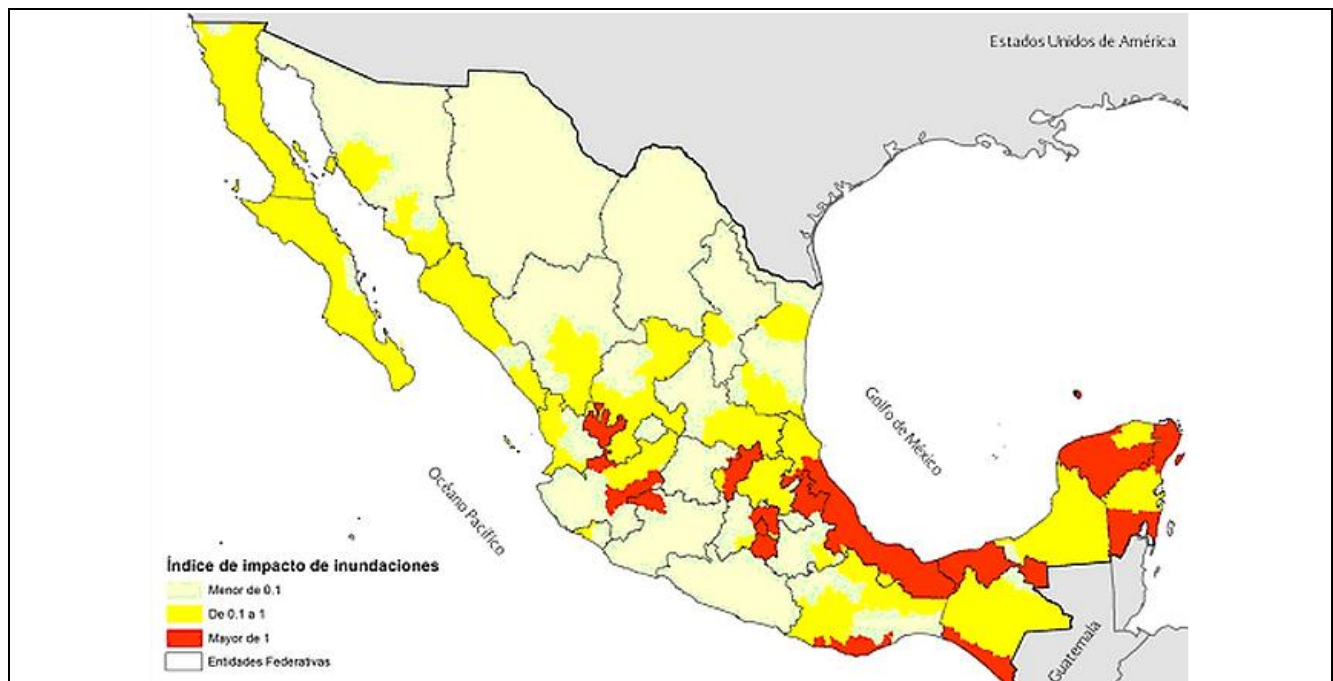 Estados Unidos de América
Golfo de México
Océano Pacífico
Índice de impacto de inundaciones
Menor de 0.1
De 0.1 a 1
Mayor de 1
Entidades Federativas
Guatemala